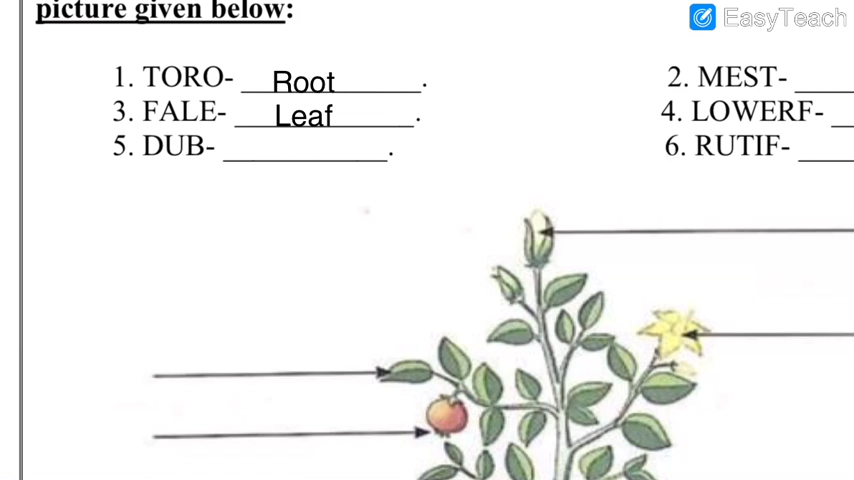 picture given below:
EasyTeach
1. TORO- Root. 2. MEST-
3. FALE- Leaf. 4. LOWERF-
5. DUB- . 6. RUTIF-